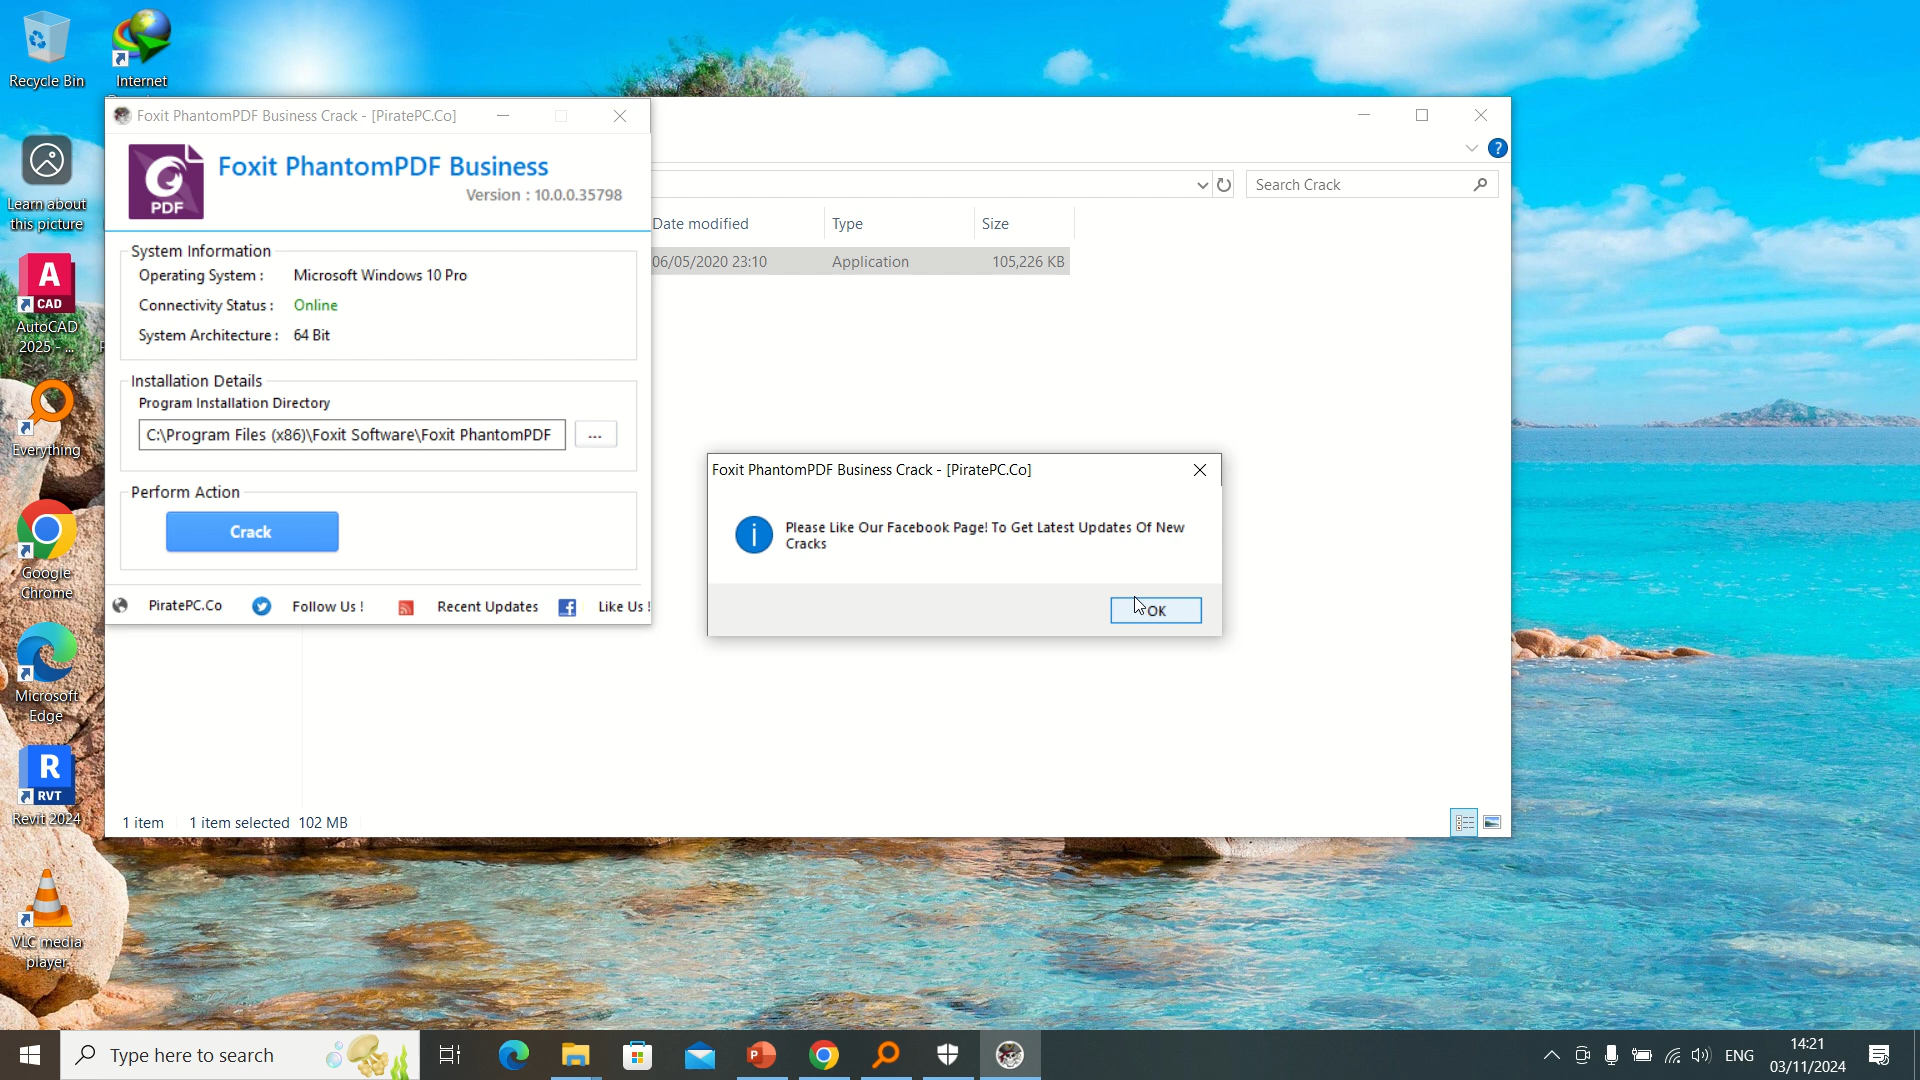 Recycle Bin
Internet
Learn about
this picture
A
CAD
AutoCAD
2025 - ...
Everything
Google
Chrome
Microsoft
Edge
R
RVT
Revit 2024
VLC media
player
Foxit PhantomPDF Business Crack - [PiratePC.Co]
PDF
Foxit PhantomPDF Business
Version : 10.0.0.35798
System Information
Operating System : Microsoft Windows 10 Pro
Connectivity Status : Online
System Architecture : 64 Bit
Installation Details
Program Installation Directory
C:\Program Files (x86)\Foxit Software\Foxit PhantomPDF
...
Perform Action
Crack
PiratePC.Co Follow Us ! Recent Updates Like Us !
Search Crack
Date modified Type Size
06/05/2020 23:10 Application 105,226 KB
Foxit PhantomPDF Business Crack - [PiratePC.Co]
Please Like Our Facebook Page! To Get Latest Updates Of New
Cracks
OK
1 item 1 item selected 102 MB
Type here to search
ENG
14:21
03/11/2024